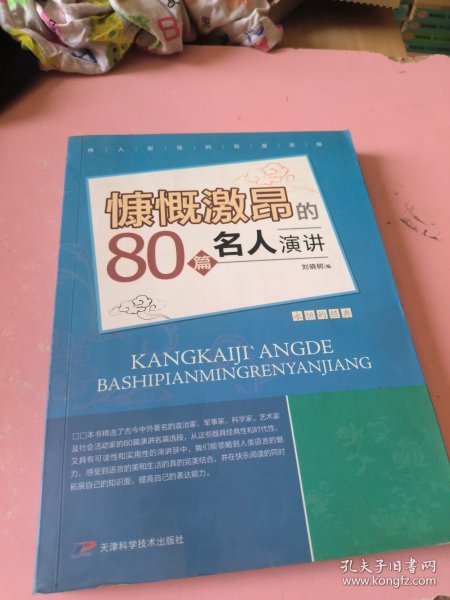 慷慨激昂的
80篇名人演讲
刘晓树/编
KANGKAIJI`ANGDE
BASHIPIANMINGRENYANJIANG
□□本书精选了古今中外著名的政治家、军事家、科学家、艺术家
及社会活动家的80篇演讲名篇选段，从这些既具经典性和时代性，
又具有可读性和实用性的演讲辞中，我们能领略到人类语言的魅
力，感受到语言的美和生活的真的完美结合，并在快乐阅读的同时
拓展自己的知识面，提高自己的表达能力。
天津科学技术出版社
孔夫子旧书网
www.kongfz.com